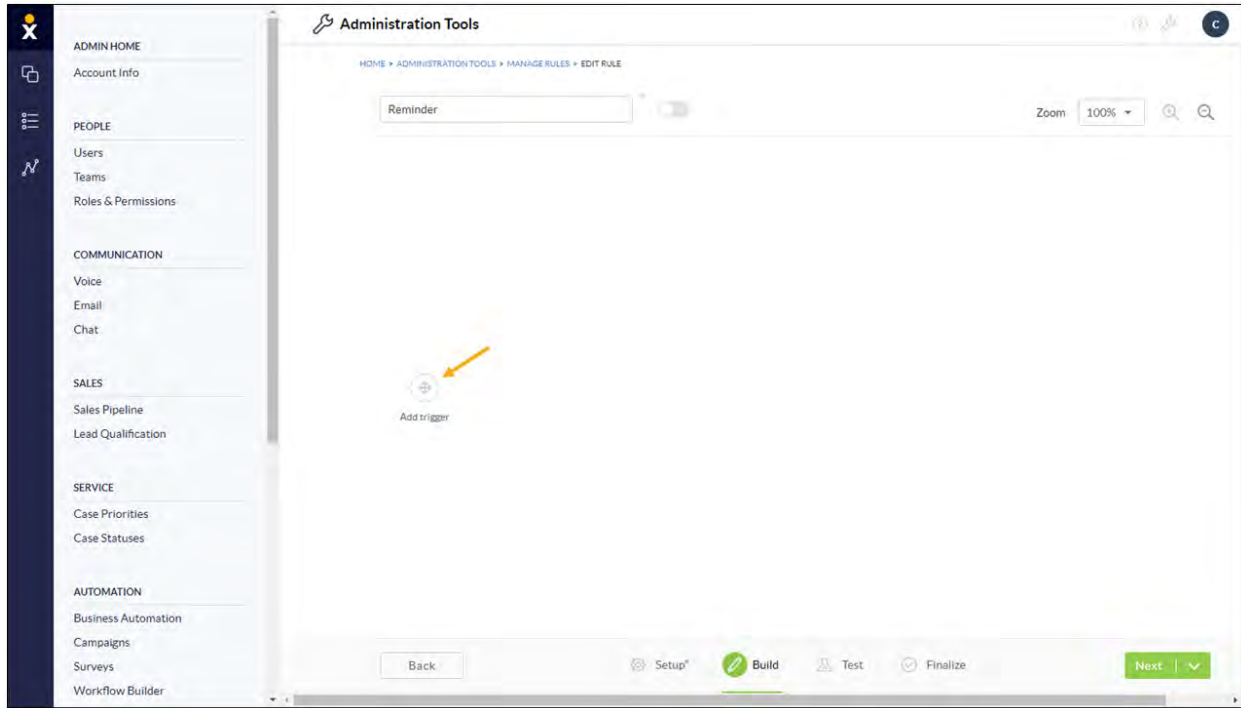 Administration Tools
C
ADMIN HOME
Account Info
PEOPLE
Users
Teams
Roles & Permissions
COMMUNICATION
Voice
Email
Chat
SALES
Sales Pipeline
Lead Qualification
SERVICE
Case Priorities
Case Statuses
AUTOMATION
Business Automation
Campaigns
Surveys
Workflow Builder
HOME ▸ ADMINISTRATION TOOLS ▸ MANAGE RULES ▸ EDIT RULE
Reminder
Zoom 100%
Add trigger
Back
Setup*
Build
Test
Finalize
Next